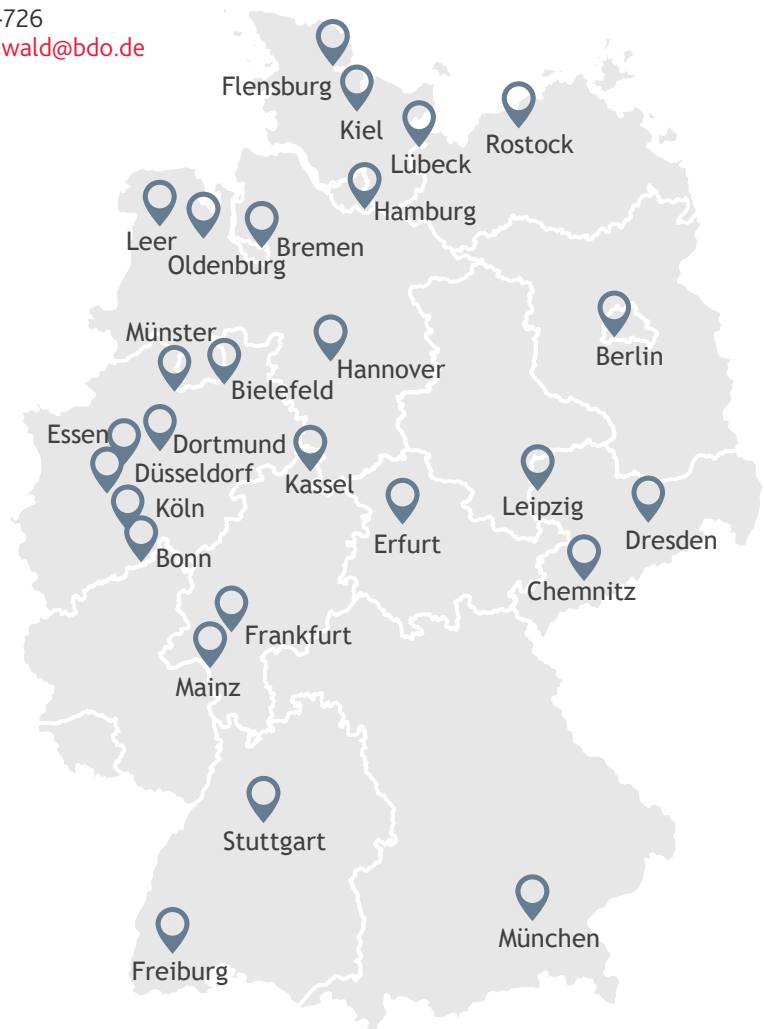 -726
wald@bdo.de
Flensburg
Kiel
Lübeck
Rostock
Hamburg
Leer
Oldenburg
Bremen
Münster
Bielefeld
Hannover
Berlin
Essen
Dortmund
Düsseldorf
Kassel
Köln
Bonn
Erfurt
Leipzig
Dresden
Chemnitz
Frankfurt
Mainz
Stuttgart
München
Freiburg